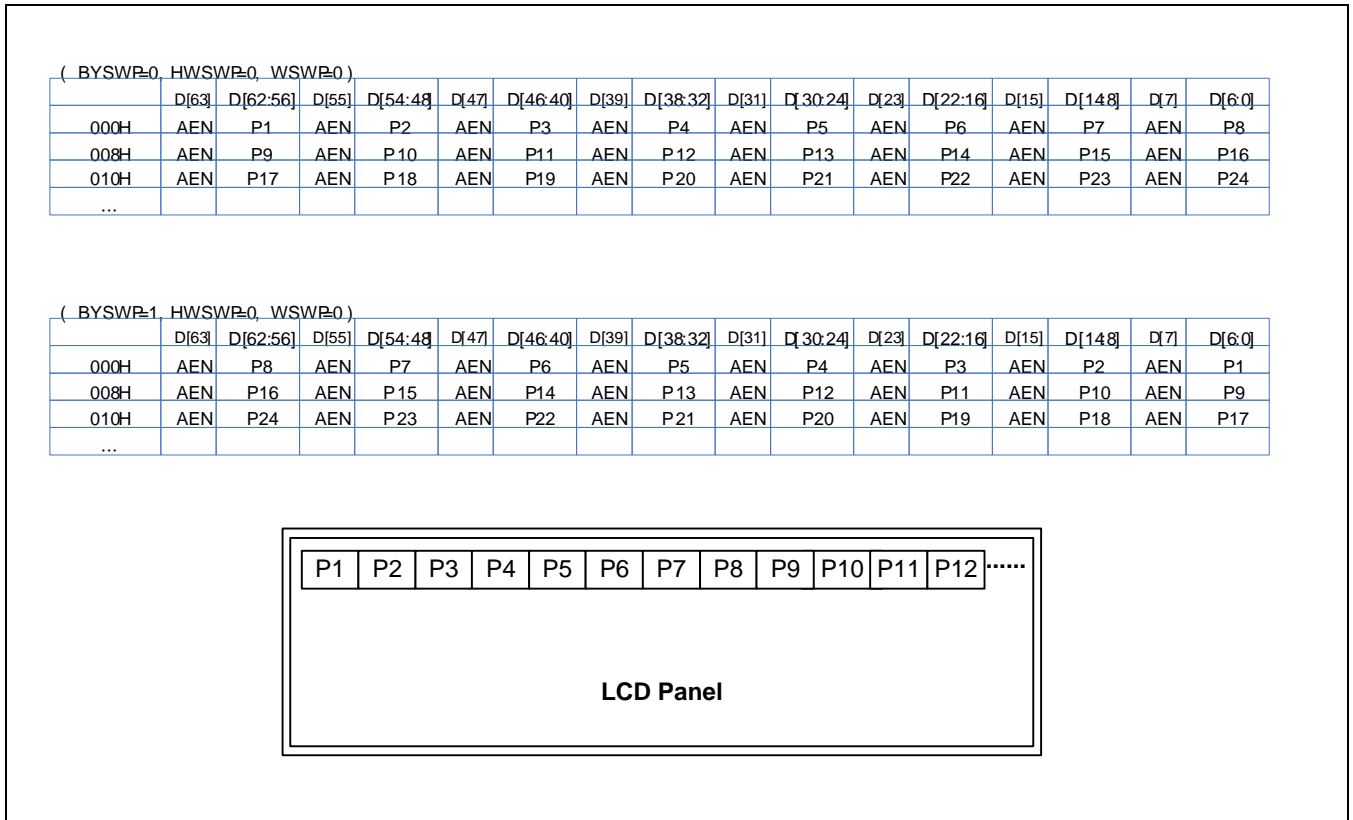 ( BYSWP=0, HWSWP=0, WSWP=0 )
D[63] D[62:56] D[55] D[54:48] D[47] D[46:40] D[39] D[38:32] D[31] D[30:24] D[23] D[22:16] D[15] D[14:8] D[7] D[6:0]
000H AEN P1 AEN P2 AEN P3 AEN P4 AEN P5 AEN P6 AEN P7 AEN P8
008H AEN P9 AEN P10 AEN P11 AEN P12 AEN P13 AEN P14 AEN P15 AEN P16
010H AEN P17 AEN P18 AEN P19 AEN P20 AEN P21 AEN P22 AEN P23 AEN P24
...
( BYSWP=1, HWSWP=0, WSWP=0 )
D[63] D[62:56] D[55] D[54:48] D[47] D[46:40] D[39] D[38:32] D[31] D[30:24] D[23] D[22:16] D[15] D[14:8] D[7] D[6:0]
000H AEN P8 AEN P7 AEN P6 AEN P5 AEN P4 AEN P3 AEN P2 AEN P1
008H AEN P16 AEN P15 AEN P14 AEN P13 AEN P12 AEN P11 AEN P10 AEN P9
010H AEN P24 AEN P23 AEN P22 AEN P21 AEN P20 AEN P19 AEN P18 AEN P17
...
P1 P2 P3 P4 P5 P6 P7 P8 P9 P10 P11 P12 ......
LCD Panel